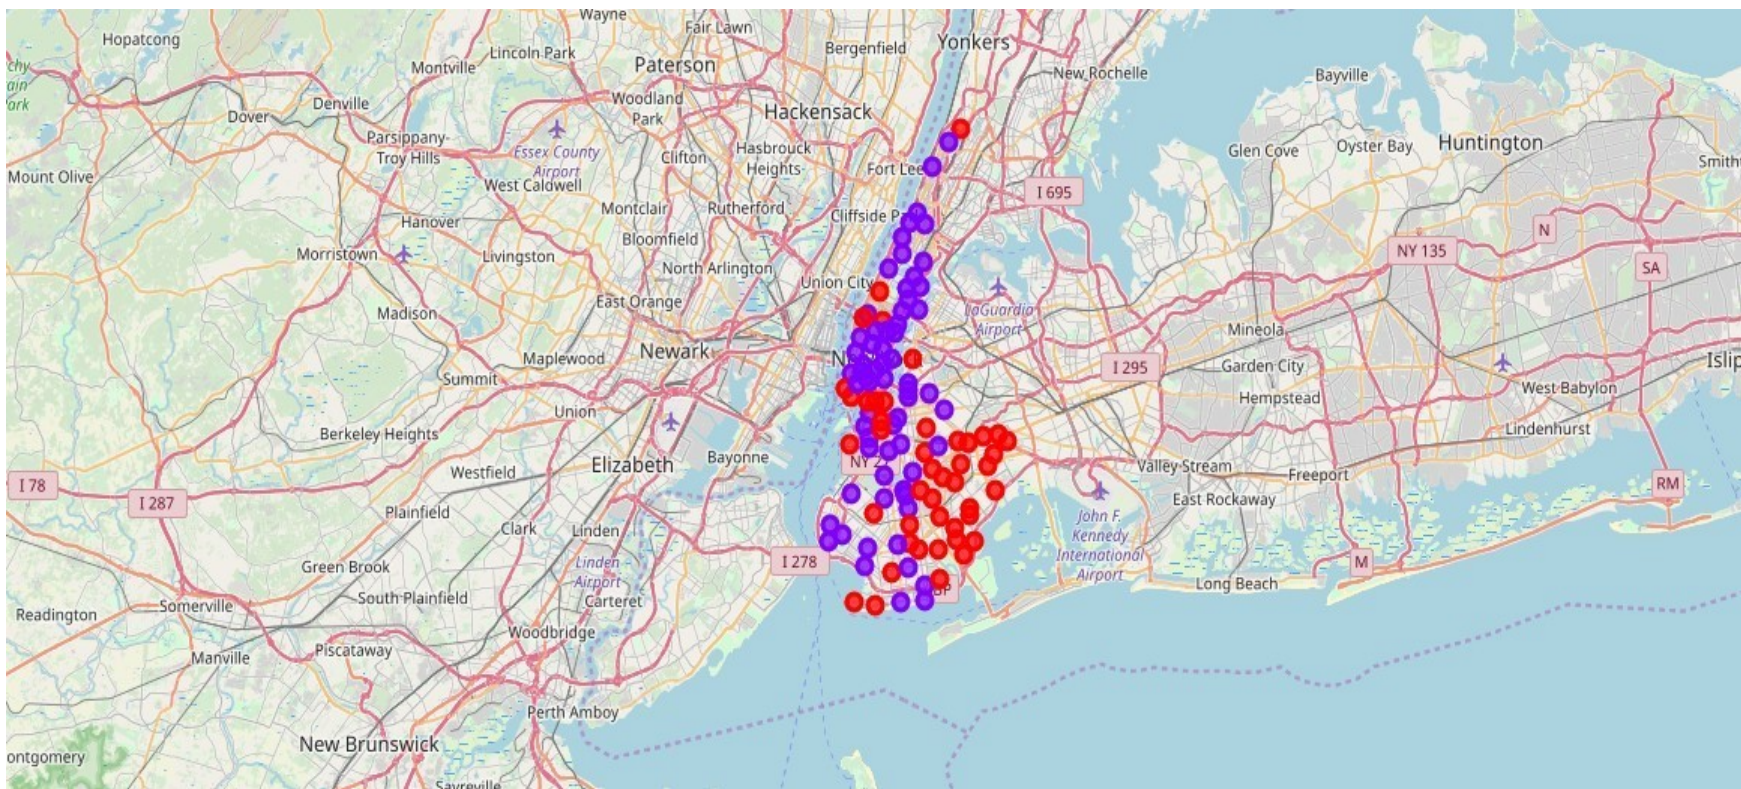 Wayne
Fair Lawn
Hopatcong
Lincoln Park
Bergenfield
Yonkers
Montville
Paterson
New Rochelle
Bayville
ain
ark
Denville
Woodland
Park
Hackensack
Dover
Parsippany-
Troy Hills
Essex County
Airport
Clifton
Hasbrouck
Heights
Fort Lee
Glen Cove
Oyster Bay
Huntington
Mount Olive
West Caldwell
I 695
Montclair
Rutherford
Cliffside
Hanover
N
Morristown
Livingston
Bloomfield
NY 135
North Arlington
SA
Union City
East Orange
LaGuardia
Airport
Madison
Mineola
Maplewood
Newark
I 295
Garden City
Summit
West Babylon
Union
Hempstead
Berkeley Heights
Lindenhurst
Bayonne
Elizabeth
NY 27
Valley Stream
Westfield
Freeport
I 78
I 287
RM
East Rockaway
Plainfield
Clark
Linden
John F.
Kennedy
International
Airport
Green Brook
Linden
Airport
I 278
M
Long Beach
Somerville
South Plainfield
Carteret
Readington
Woodbridge
Manville
Piscataway
Perth Amboy
New Brunswick
ontgomery
Sayreville